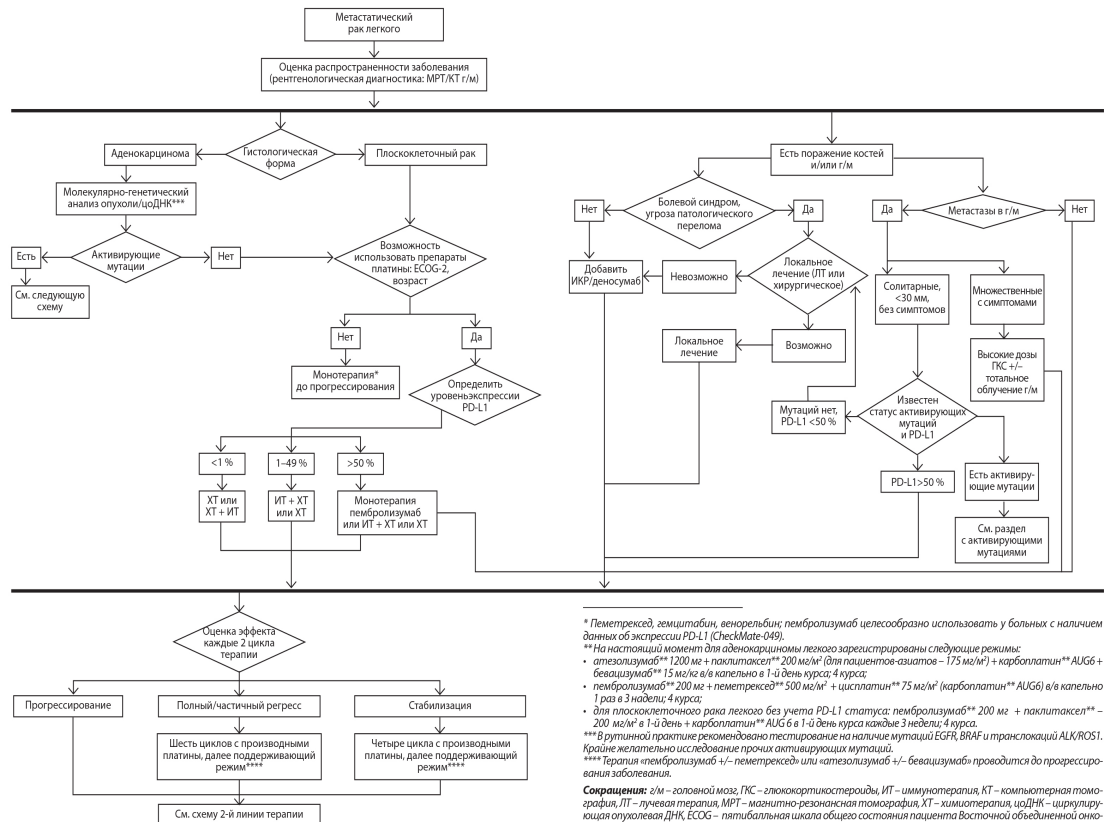 Метастатический
рак легкого
Оценка распространенности заболевания
(рентгенологическая диагностика: МРТ/КТ г/м)
Аденокарцинома
Гистологическая
форма
Плоскоклеточный рак
Молекулярно-генетический
анализ опухоли/цоДНК***
Есть
Активирующие
мутации
Нет
См. следующую
схему
Возможность
использовать препараты
платины: ECOG-2,
возраст
Нет
Да
Монотерапия*
до прогрессирования
Определить
уровеньэкспрессии
PD-L1
<1 %
1–49 %
>50 %
ХТ или
ХТ + ИТ
ИТ + ХТ
или ХТ
Монотерапия
пембролизумаб
или ИТ + ХТ или ХТ
Есть поражение костей
и/или г/м
Нет
Болевой синдром,
угроза патологического
перелома
Да
Да
Метастазы в г/м
Нет
Добавить
ИКР/деносумаб
Невозможно
Локальное
лечение (ЛТ или
хирургическое)
Солитарные,
<30 мм,
без симптомов
Множественные
с симптомами
Локальное
лечение
Возможно
Высокие дозы
ГКС +/–
тотальное
облучение г/м
Мутаций нет,
PD-L1 <50 %
Известен
статус активирующих
мутаций
и PD-L1
PD-L1>50 %
Есть активиру-
ющие мутации
См. раздел
с активирующими
мутациями
Оценка эффекта
каждые 2 цикла
терапии
Прогрессирование
Полный/частичный регресс
Стабилизация
Шесть циклов с производными
платины, далее поддерживающий
режим****
Четыре цикла с производными
платины, далее поддерживающий
режим****
См. схему 2-й линии терапии
* Пеметрексед, гемцитабин, венорельбин; пембролизумаб целесообразно использовать у больных с наличием
данных об экспрессии PD-L1 (CheckMate-049).
** На настоящий момент для аденокарциномы легкого зарегистрированы следующие режимы:
• атезолизумаб** 1200 мг + паклитаксел** 200 мг/м² (для пациентов-азиатов – 175 мг/м²) + карбоплатин** AUG6 +
бевацизумаб** 15 мг/кг в/в капельно в 1-й день курса; 4 курса;
• пембролизумаб** 200 мг + пеметрексед** 500 мг/м² + цисплатин** 75 мг/м² (карбоплатин** AUG6) в/в капельно
1 раз в 3 недели; 4 курса;
• для плоскоклеточного рака легкого без учета PD-L1 статуса: пембролизумаб** 200 мг + паклитаксел** –
200 мг/м² в 1-й день + карбоплатин** AUG 6 в 1-й день курса каждые 3 недели; 4 курса.
*** В рутинной практике рекомендовано тестирование на наличие мутаций EGFR, BRAF и транслокаций ALK/ROS1.
Крайне желательно исследование прочих активирующих мутаций.
**** Терапия «пембролизумаб +/– пеметрексед» или «атезолизумаб +/– бевацизумаб» проводится до прогрессиро-
вания заболевания.
Сокращения: г/м – головной мозг, ГКС – глюкокортикостероиды, ИТ – иммунотерапия, КТ – компьютерная томо-
графия, ЛТ – лучевая терапия, МРТ – магнитно-резонансная томография, ХТ – химиотерапия, цоДНК – циркулиру-
ющая опухолевая ДНК, ECOG – пятибалльная шкала общего состояния пациента Восточной объединенной онко-